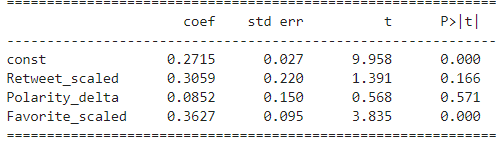 coef std err t P>|t|
const 0.2715 0.027 9.958 0.000
Retweet_scaled 0.3059 0.220 1.391 0.166
Polarity_delta 0.0852 0.150 0.568 0.571
Favorite_scaled 0.3627 0.095 3.835 0.000